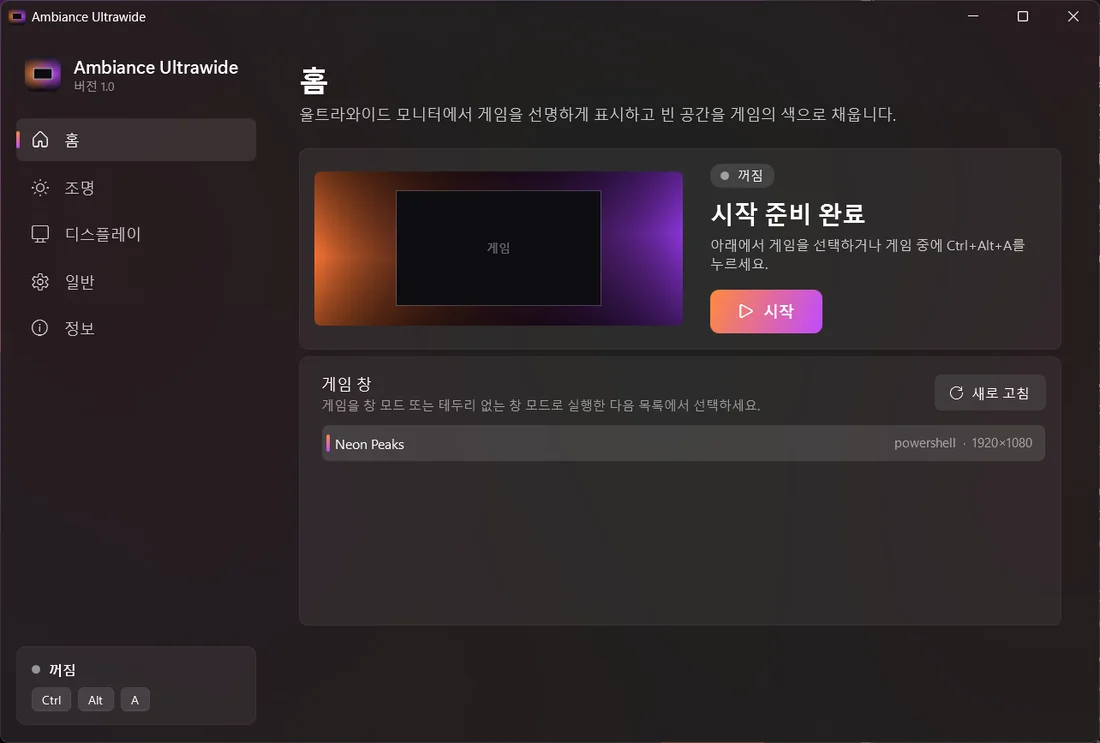 Ambiance Ultrawide
Ambiance Ultrawide
버전 1.0
홈
조명
디스플레이
일반
정보
꺼짐
Ctrl Alt A
홈
울트라와이드 모니터에서 게임을 선명하게 표시하고 빈 공간을 게임의 색으로 채웁니다.
게임
꺼짐
시작 준비 완료
아래에서 게임을 선택하거나 게임 중에 Ctrl+Alt+A를
누르세요.
시작
게임 창
게임을 창 모드 또는 테두리 없는 창 모드로 실행한 다음 목록에서 선택하세요.
새로 고침
Neon Peaks powershell · 1920×1080